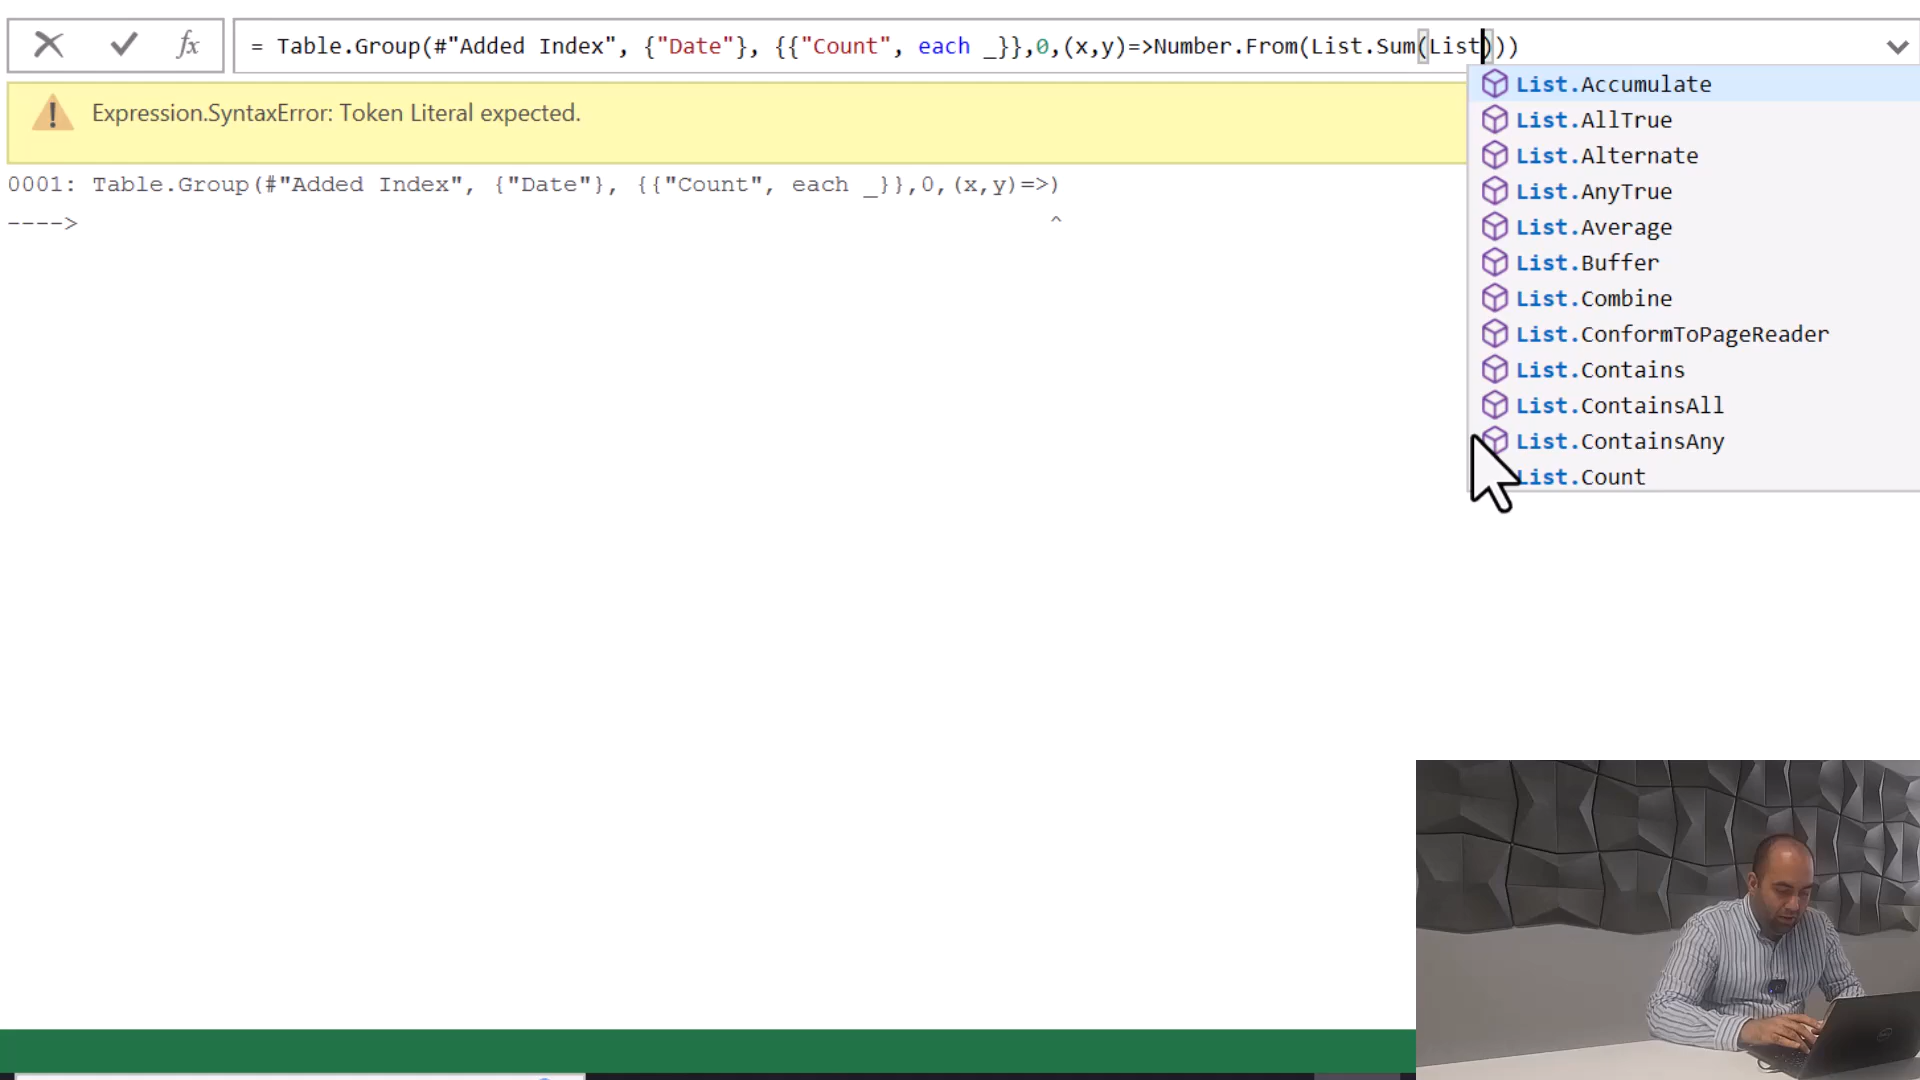 fx = Table.Group(#"Added Index", {"Date"}, {{"Count", each _}},0,(x,y)=>Number.From(List.Sum(List)))
Expression.SyntaxError: Token Literal expected.
0001: Table.Group(#"Added Index", {"Date"}, {{"Count", each _}},0,(x,y)=>)
----> ^
List.Accumulate
List.AllTrue
List.Alternate
List.AnyTrue
List.Average
List.Buffer
List.Combine
List.ConformToPageReader
List.Contains
List.ContainsAll
List.ContainsAny
List.Count